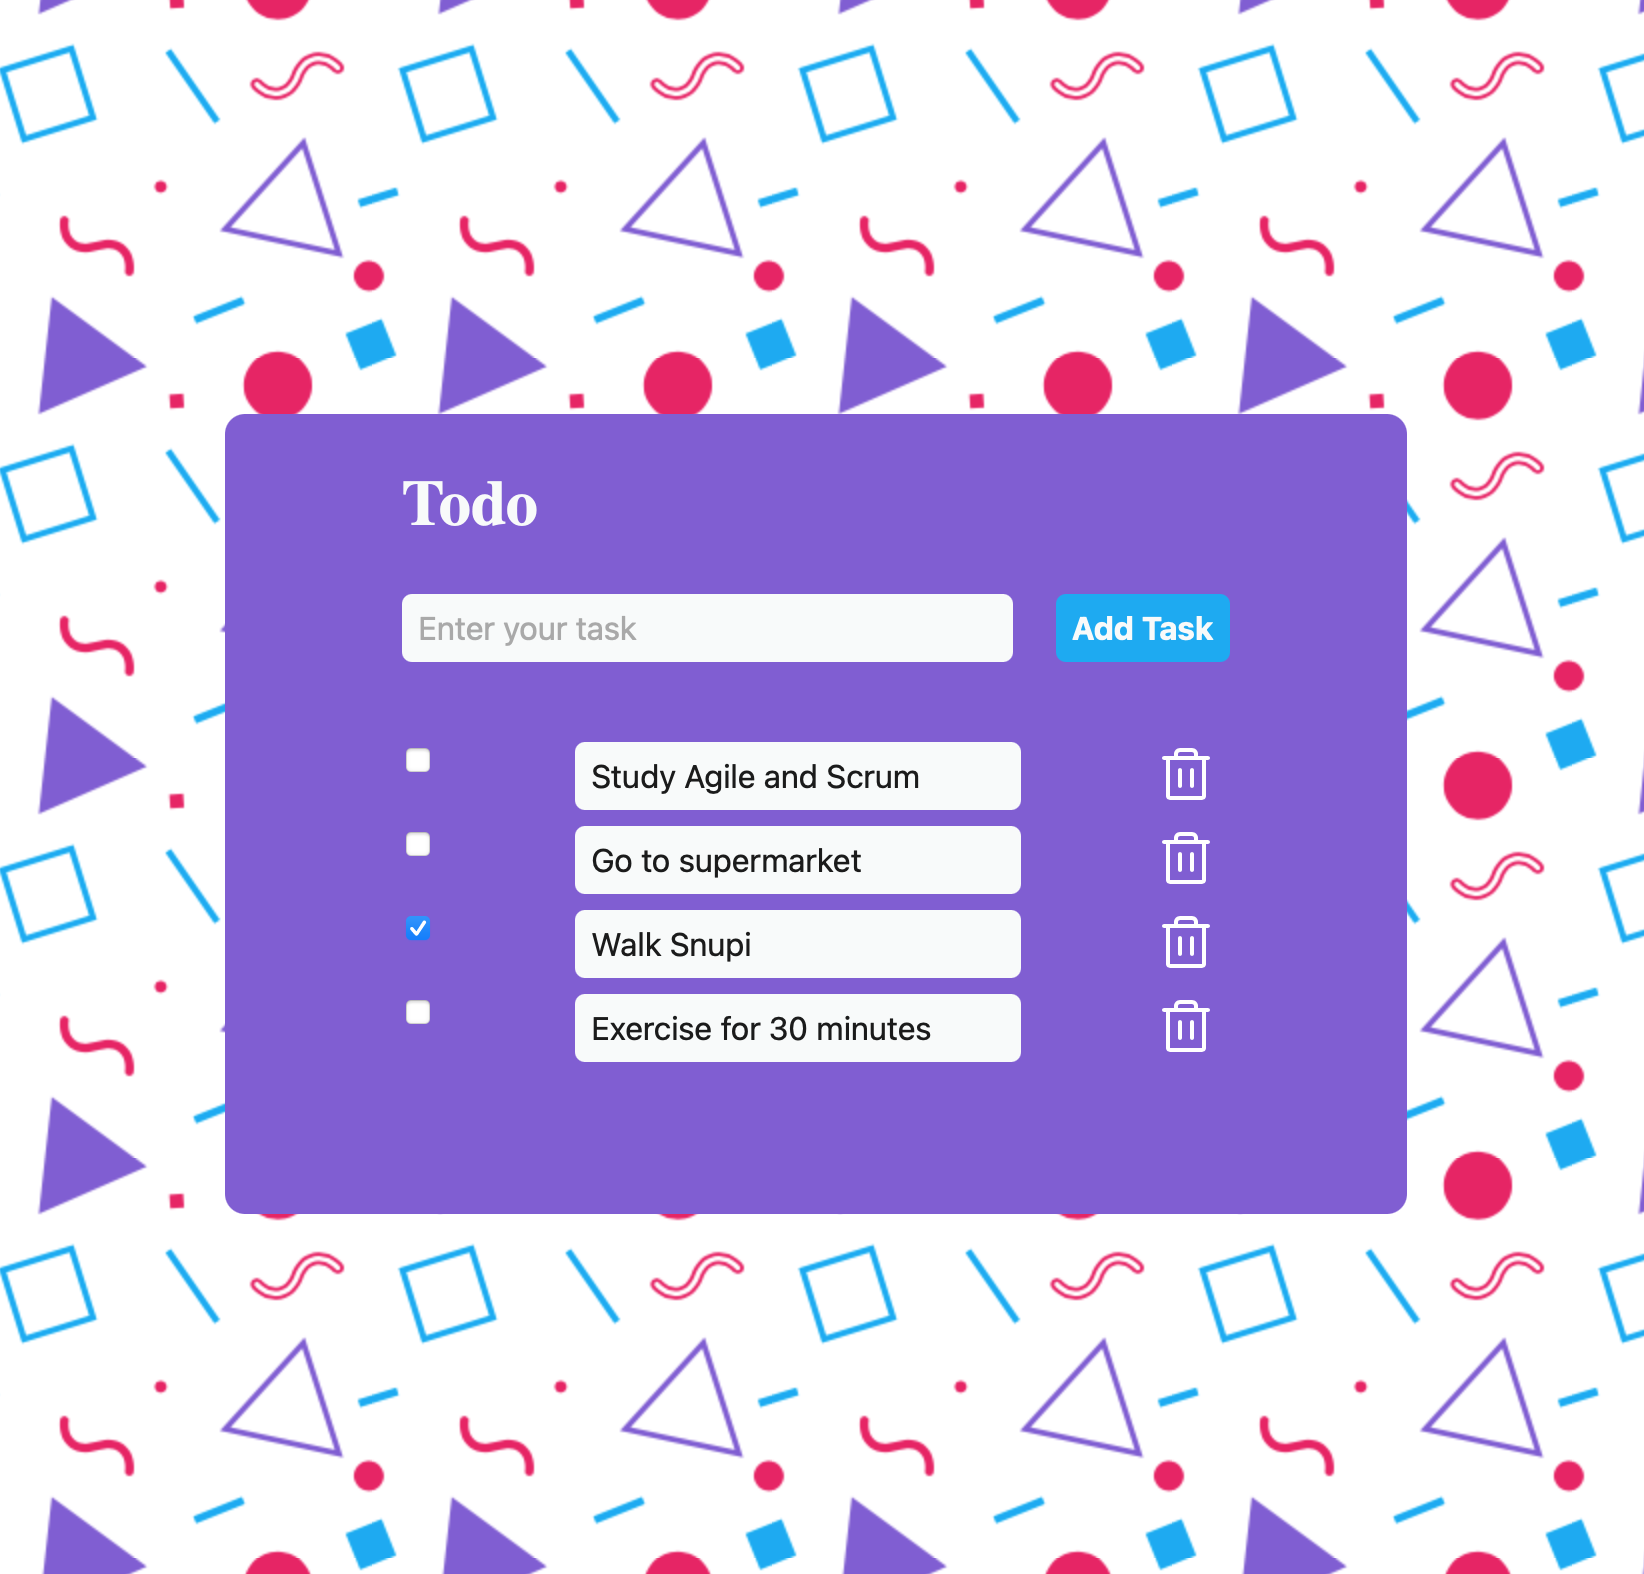 Todo
Enter your task
Add Task
Study Agile and Scrum
Go to supermarket
Walk Snupi
Exercise for 30 minutes